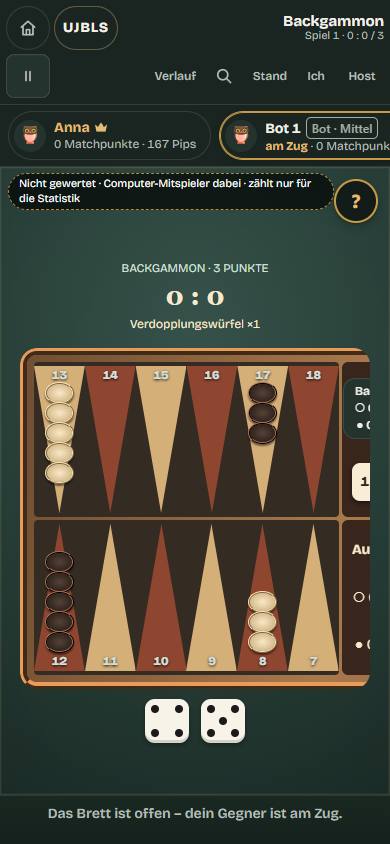 UJBLS
Backgammon
Spiel 1 · 0 : 0 / 3
Verlauf
Stand
Ich
Host
Anna
0 Matchpunkte · 167 Pips
Bot 1
Bot · Mittel
am Zug · 0 Matchpunk
Nicht gewertet · Computer-Mitspieler dabei · zählt nur für
die Statistik
?
BACKGAMMON · 3 PUNKTE
0 : 0
Verdopplungswürfel ×1
13 14 15 16 17 18
Ba
1
Au
12 11 10 9 8 7
Das Brett ist offen – dein Gegner ist am Zug.